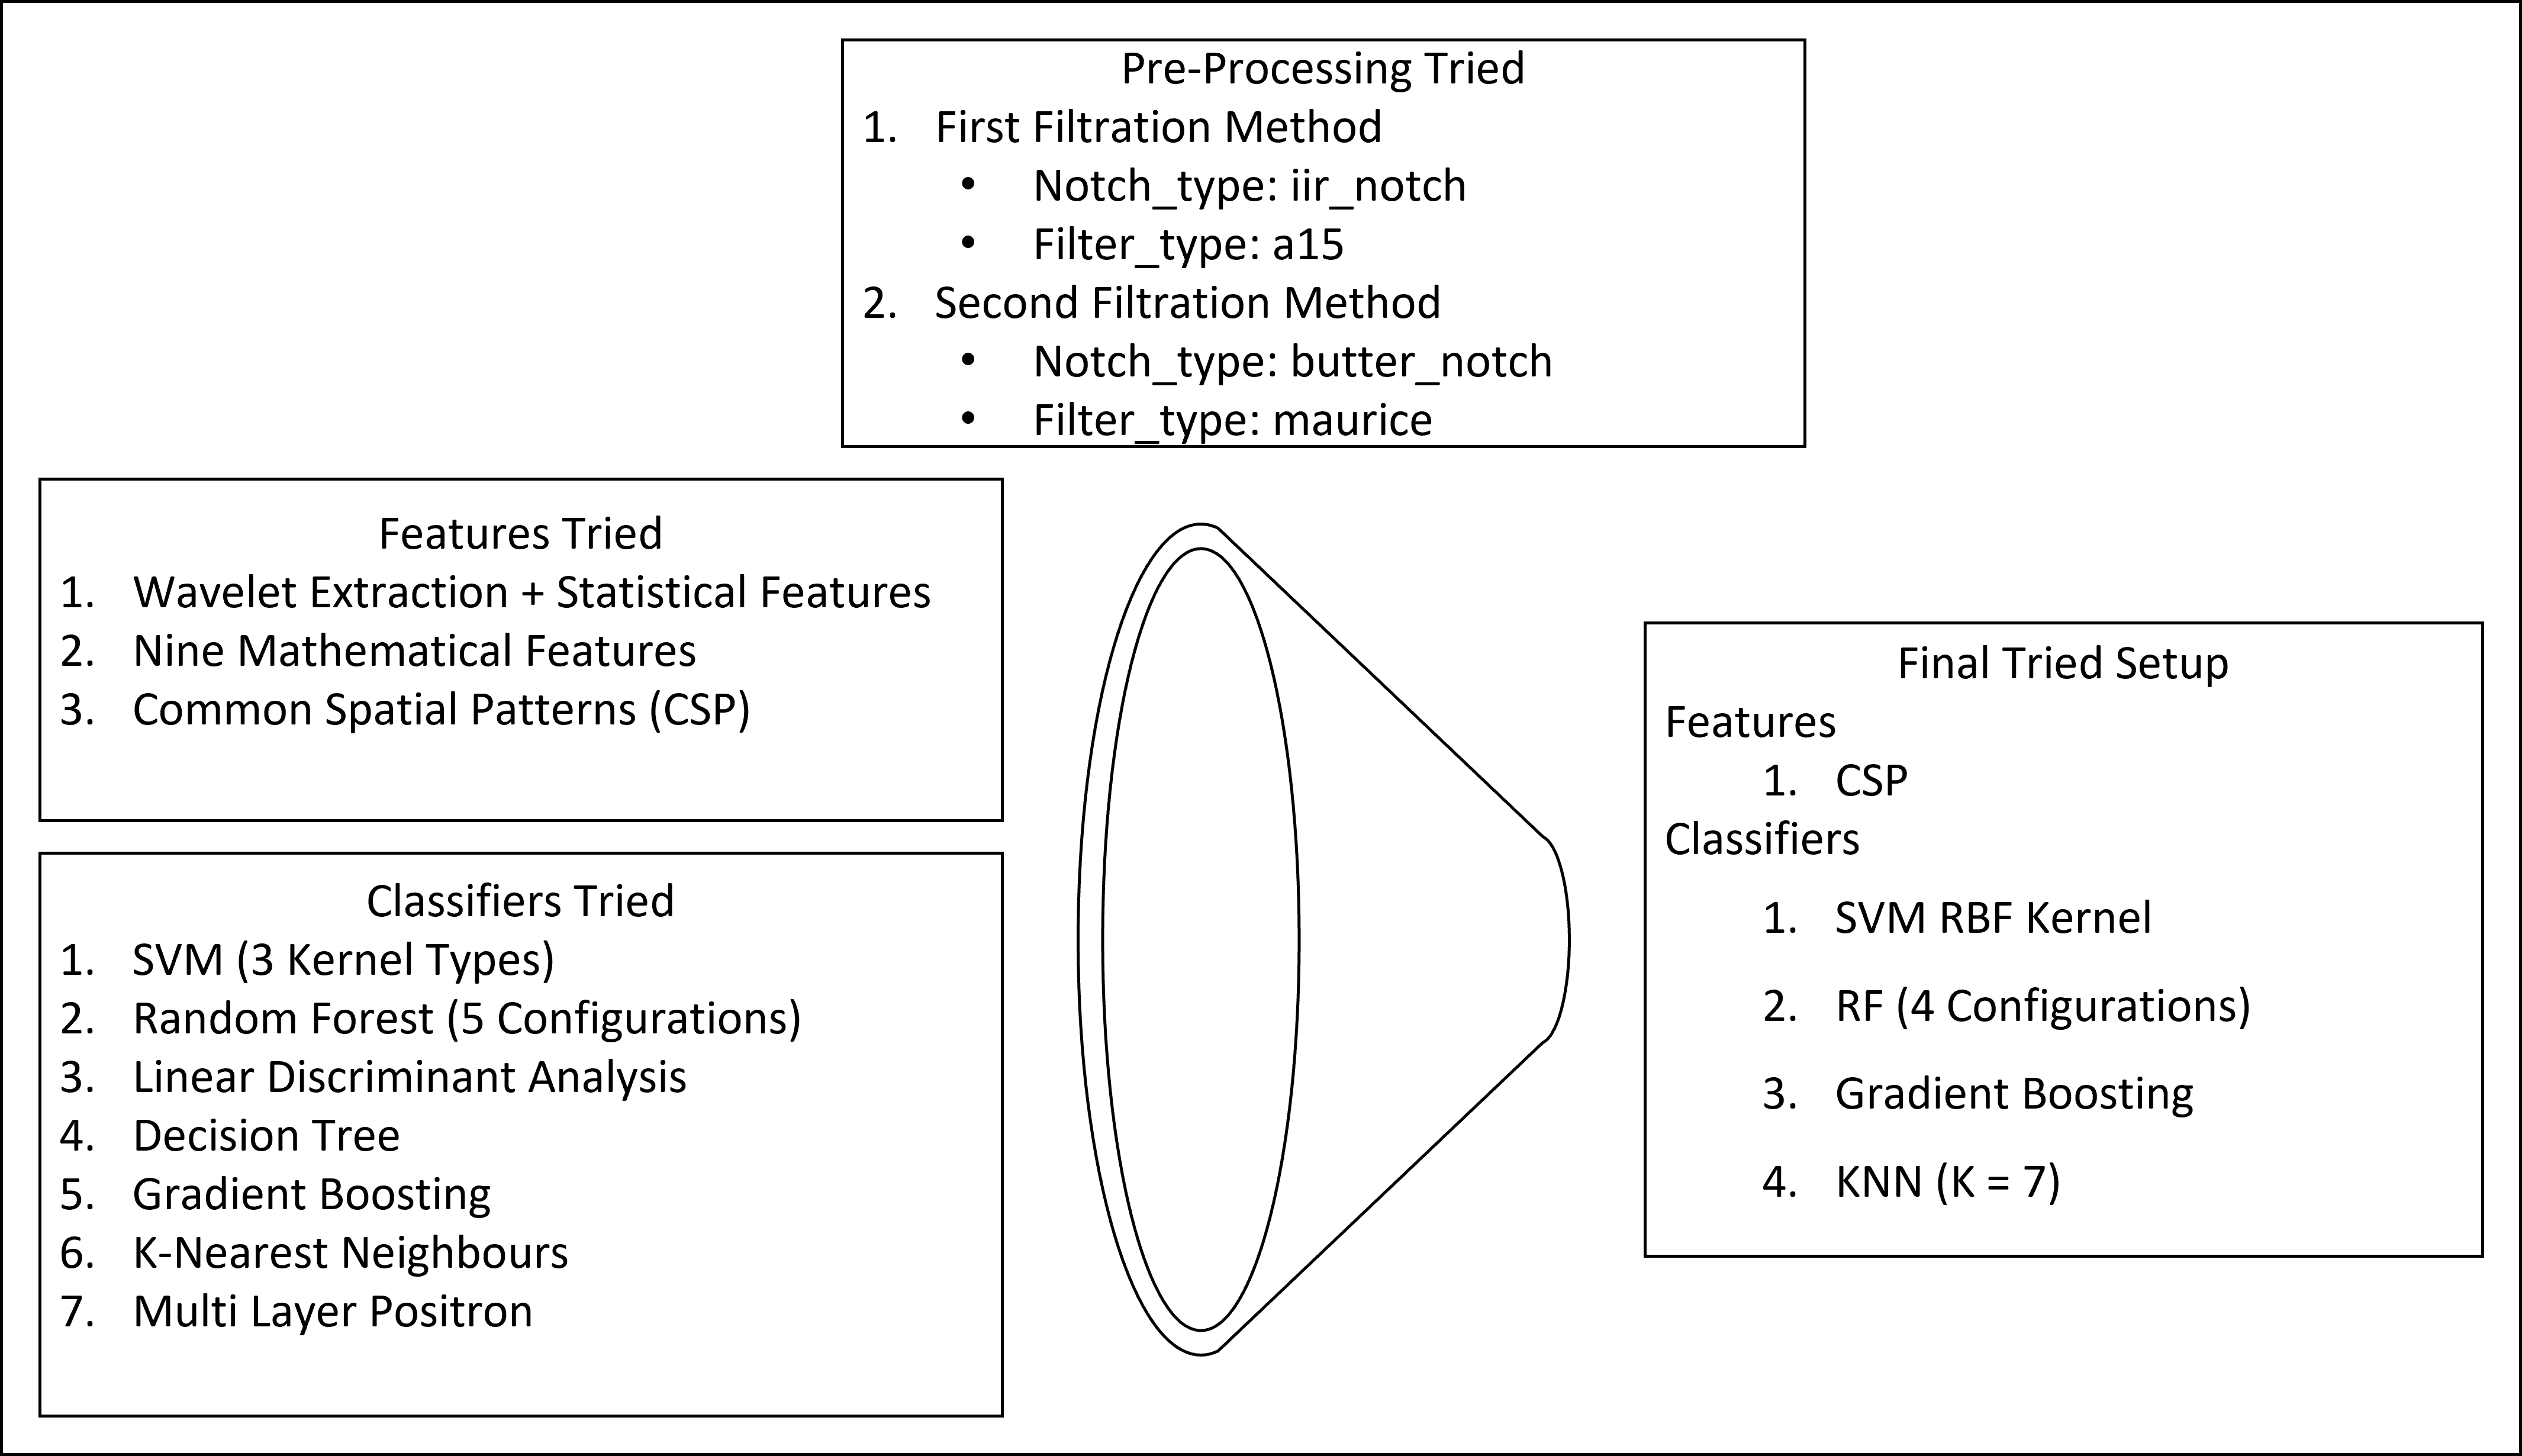 Pre-Processing Tried
1. First Filtration Method
• Notch_type: iir_notch
• Filter_type: a15
2. Second Filtration Method
• Notch_type: butter_notch
• Filter_type: maurice
Features Tried
1. Wavelet Extraction + Statistical Features
2. Nine Mathematical Features
3. Common Spatial Patterns (CSP)
Classifiers Tried
1. SVM (3 Kernel Types)
2. Random Forest (5 Configurations)
3. Linear Discriminant Analysis
4. Decision Tree
5. Gradient Boosting
6. K-Nearest Neighbours
7. Multi Layer Positron
Final Tried Setup
Features
1. CSP
Classifiers
1. SVM RBF Kernel
2. RF (4 Configurations)
3. Gradient Boosting
4. KNN (K = 7)